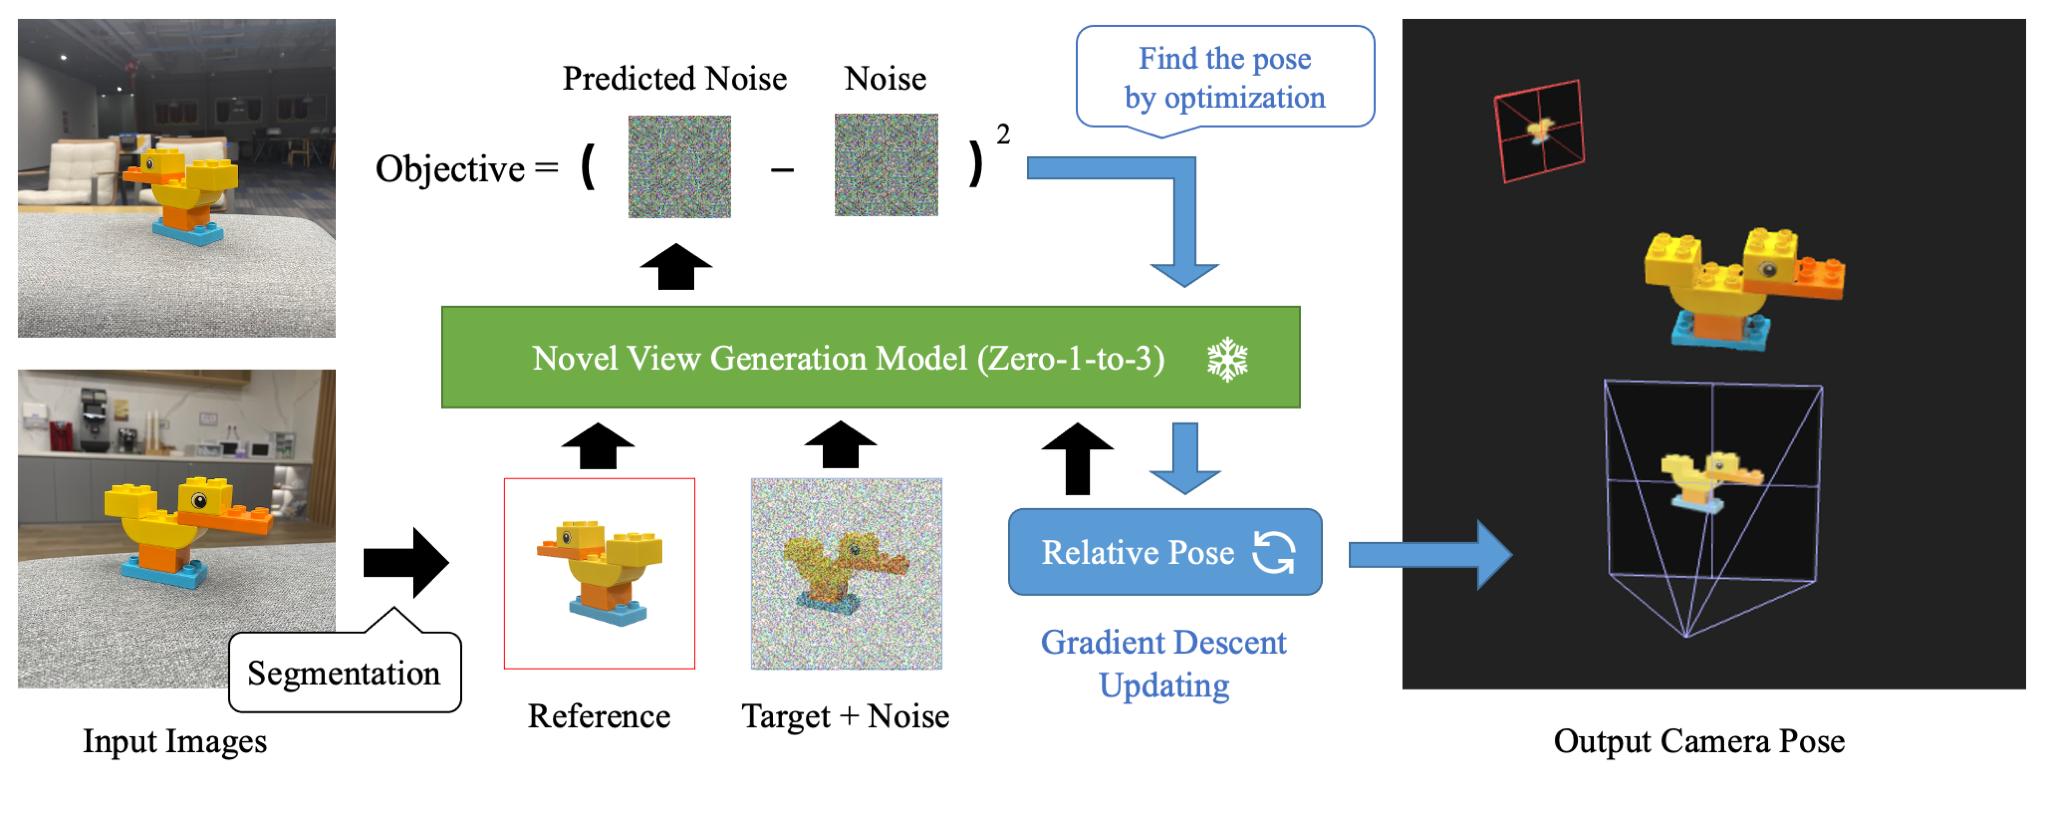 Predicted Noise
Noise
Find the pose
by optimization
Objective = ( − ) 2
Novel View Generation Model (Zero-1-to-3)
Relative Pose
Gradient Descent
Updating
Segmentation
Reference
Target + Noise
Input Images
Output Camera Pose